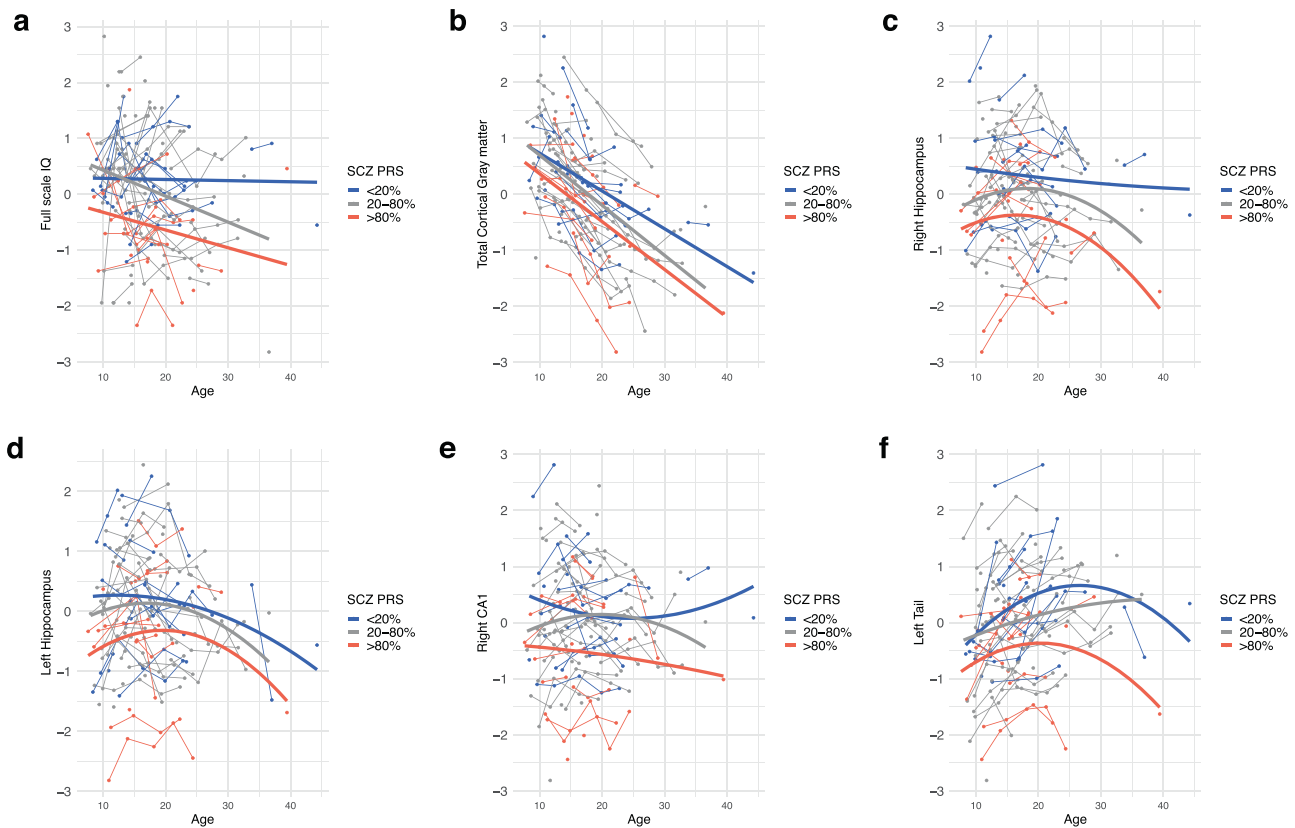 a
Full scale IQ
3
2
1
0
−1
−2
−3
10 20 30 40
Age
SCZ PRS
<20%
20−80%
>80%
b
Total Cortical Gray matter
3
2
1
0
−1
−2
−3
10 20 30 40
Age
SCZ PRS
<20%
20−80%
>80%
c
Right Hippocampus
3
2
1
0
−1
−2
−3
10 20 30 40
Age
SCZ PRS
<20%
20−80%
>80%
d
Left Hippocampus
2
1
0
−1
−2
−3
10 20 30 40
Age
SCZ PRS
<20%
20−80%
>80%
e
Right CA1
3
2
1
0
−1
−2
−3
10 20 30 40
Age
SCZ PRS
<20%
20−80%
>80%
f
Left Tail
3
2
1
0
−1
−2
−3
10 20 30 40
Age
SCZ PRS
<20%
20−80%
>80%